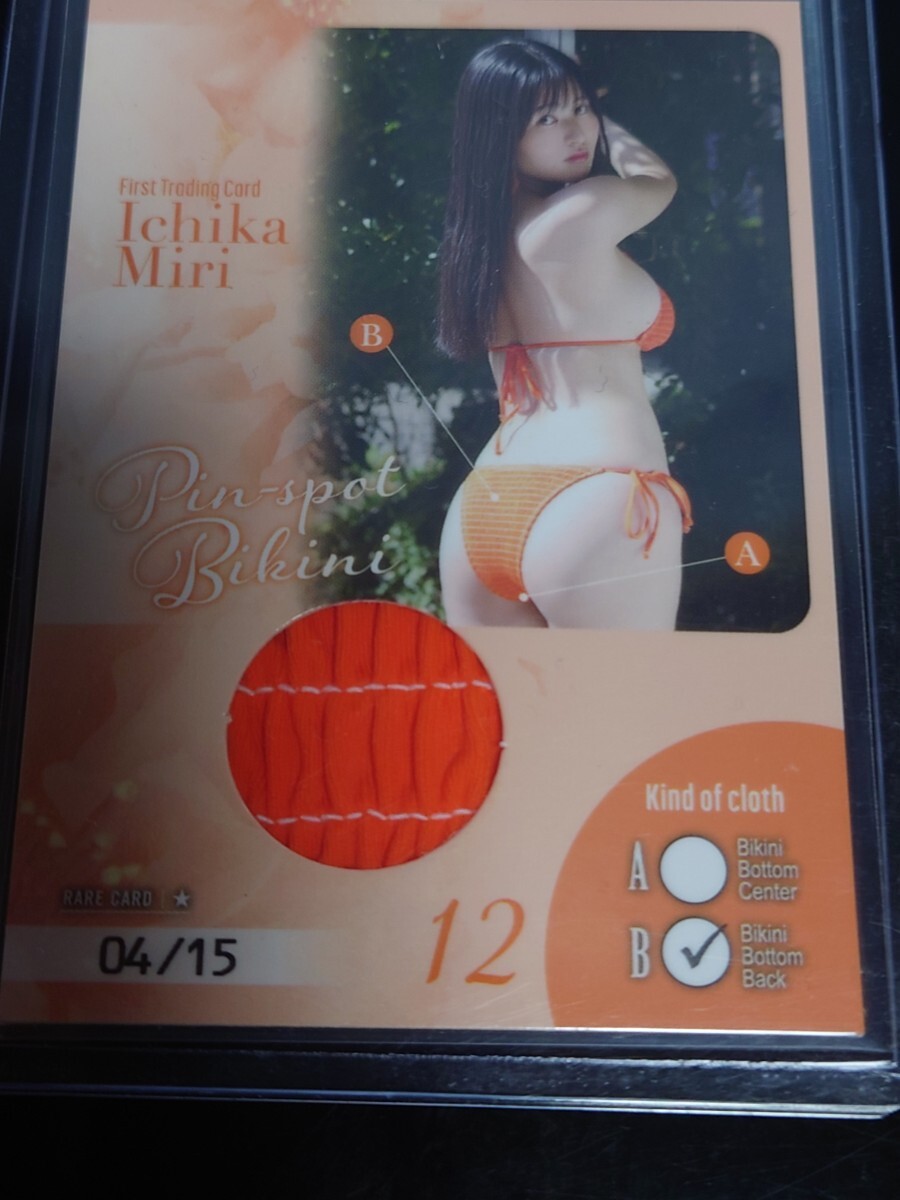 First Trading Card
Ichika
Miri
B
Pin-spot
Bikini
A
Kind of cloth
A
Bikini
Bottom
Center
B
Bikini
Bottom
Back
RARE CARD ★
04/15
12